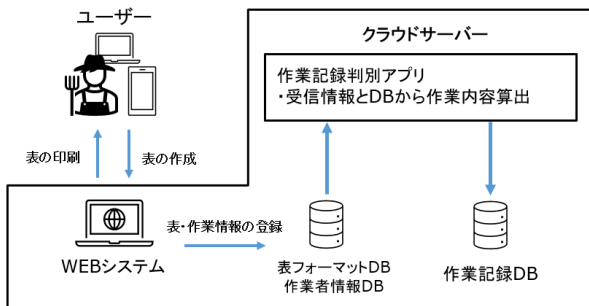 ユーザー
クラウドサーバー
作業記録判別アプリ
・受信情報とDBから作業内容算出
表の印刷
表の作成
表・作業情報の登録
WEBシステム
表フォーマットDB
作業者情報DB
作業記録DB